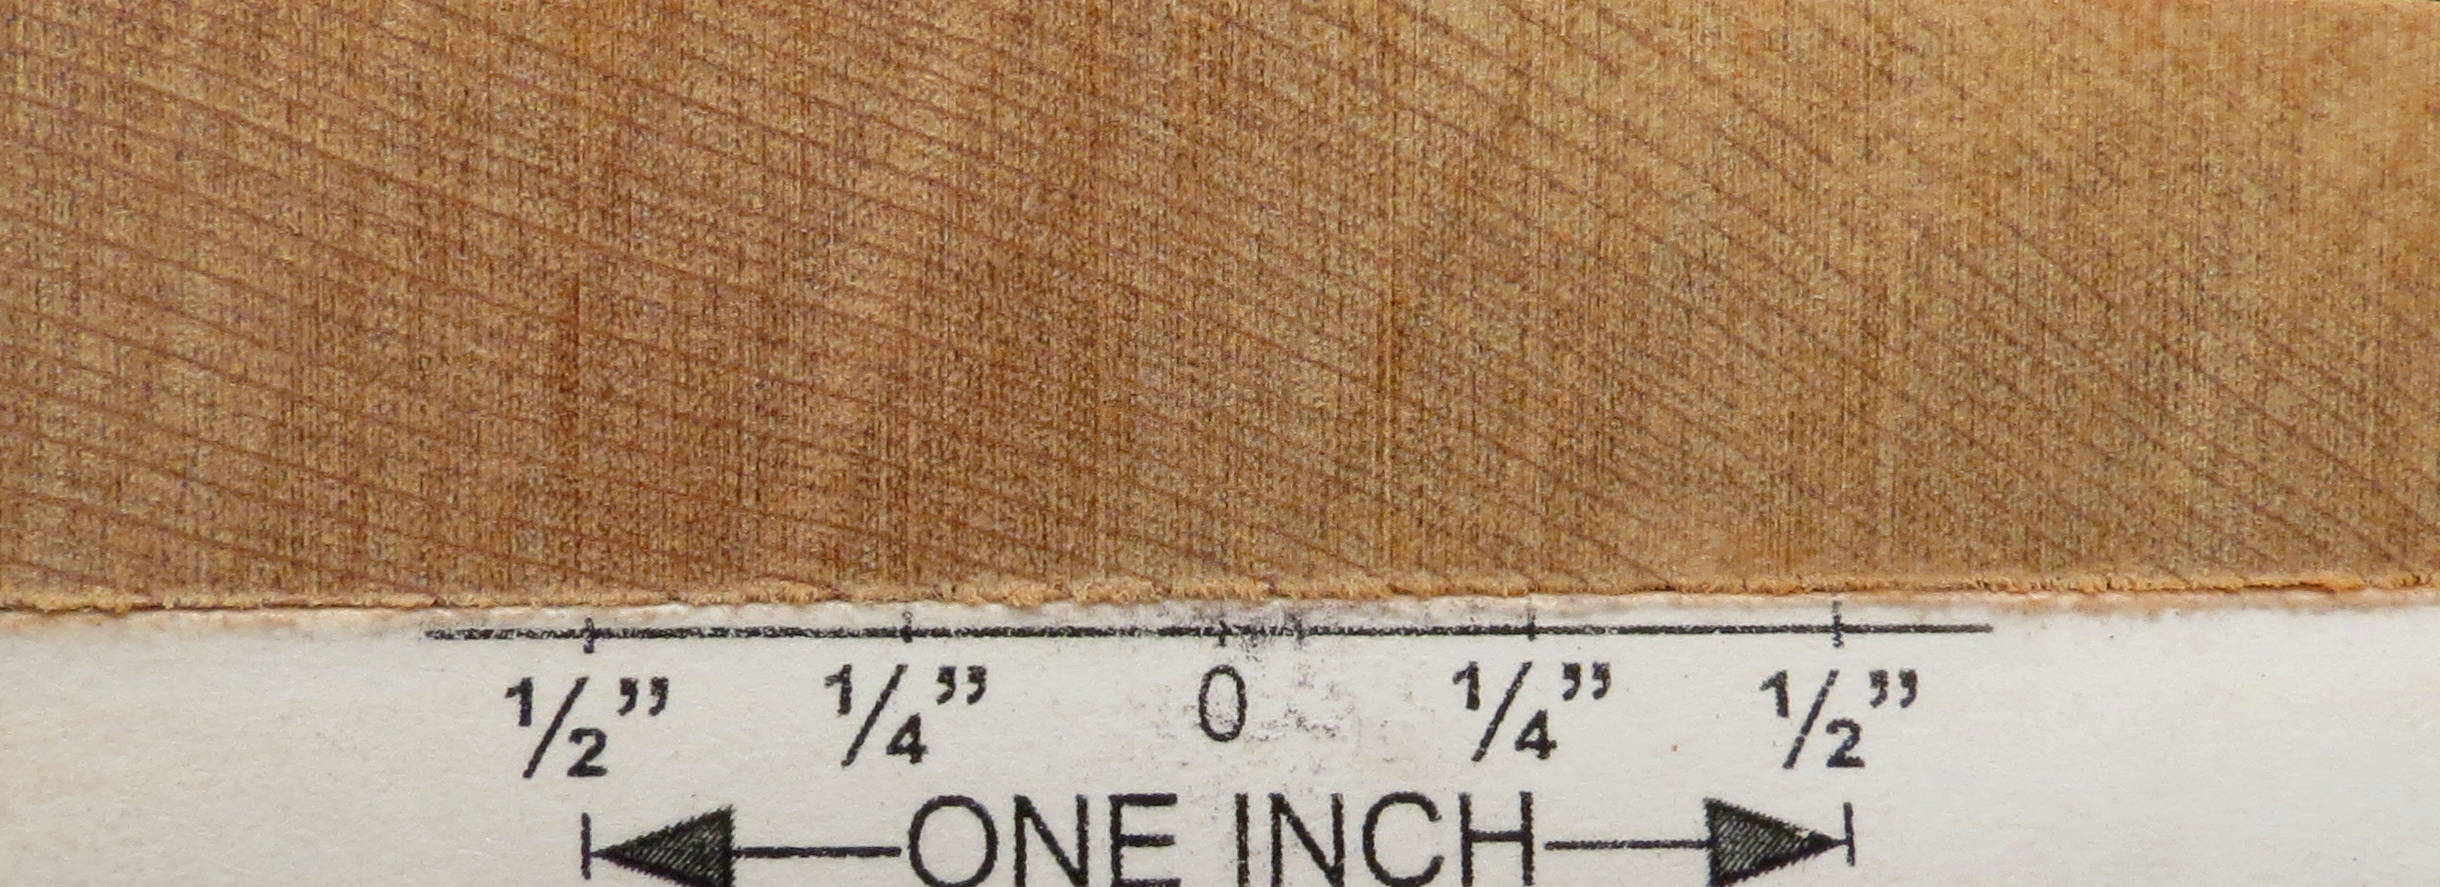 1/2” 1/4” 0 1/4” 1/2”
ONE INCH